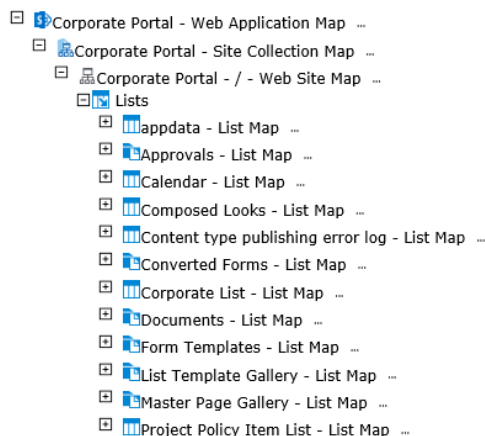 Corporate Portal - Web Application Map ...
Corporate Portal - Site Collection Map ...
Corporate Portal - / - Web Site Map ...
Lists
appdata - List Map ...
Approvals - List Map ...
Calendar - List Map ...
Composed Looks - List Map ...
Content type publishing error log - List Map ...
Converted Forms - List Map ...
Corporate List - List Map ...
Documents - List Map ...
Form Templates - List Map ...
List Template Gallery - List Map ...
Master Page Gallery - List Map ...
Project Policy Item List - List Map ...